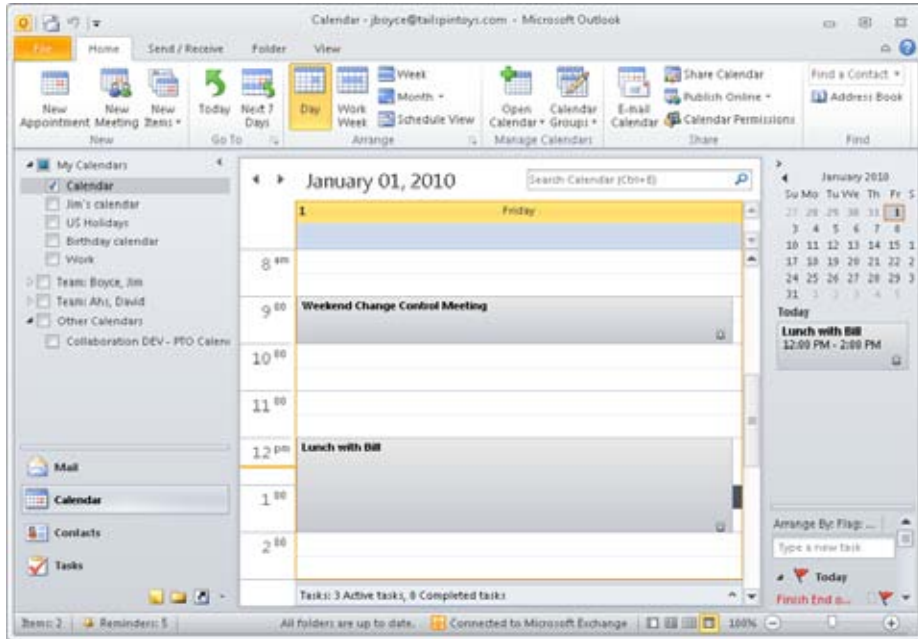 Calendar - jboyce@tailspintoys.com - Microsoft Outlook
File Home Send / Receive Folder View
New Appointment
New Meeting
New Items
New
Today
Next 7 Days
Go To
Day
Work Week
Week
Month
Schedule View
Arrange
Open Calendar
Calendar Groups
Manage Calendars
E-mail Calendar
Share Calendar
Publish Online
Calendar Permissions
Share
Find a Contact
Address Book
Find
My Calendars
Calendar
Jim's calendar
US Holidays
Birthday calendar
Work
Team: Boyce, Jim
Team: Ahs, David
Other Calendars
Collaboration DEV - PTO Calen
Mail
Calendar
Contacts
Tasks
January 01, 2010
Search Calendar (Ctrl+E)
1 Friday
8 am
9 00 Weekend Change Control Meeting
10 00
11 00
12 pm Lunch with Bill
1 00
2 00
Tasks: 3 Active tasks, 0 Completed tasks
January 2010
Su Mo Tu We Th Fr S
27 28 29 30 31 1
3 4 5 6 7 8
10 11 12 13 14 15 1
17 18 19 20 21 22 2
24 25 26 27 28 29 3
31 1 2 3 4 5
Today
Lunch with Bill
12:00 PM - 2:00 PM
Arrange By: Flag: ...
Type a new task
Today
Finish End o...
Items: 2 Reminders: 5 All folders are up to date. Connected to Microsoft Exchange 100%